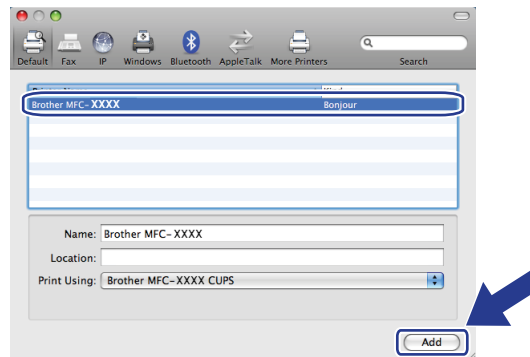 Default Fax IP Windows Bluetooth AppleTalk More Printers Search
Brother MFC-XXXX Bonjour
Name: Brother MFC-XXXX
Location:
Print Using: Brother MFC-XXXX CUPS
Add